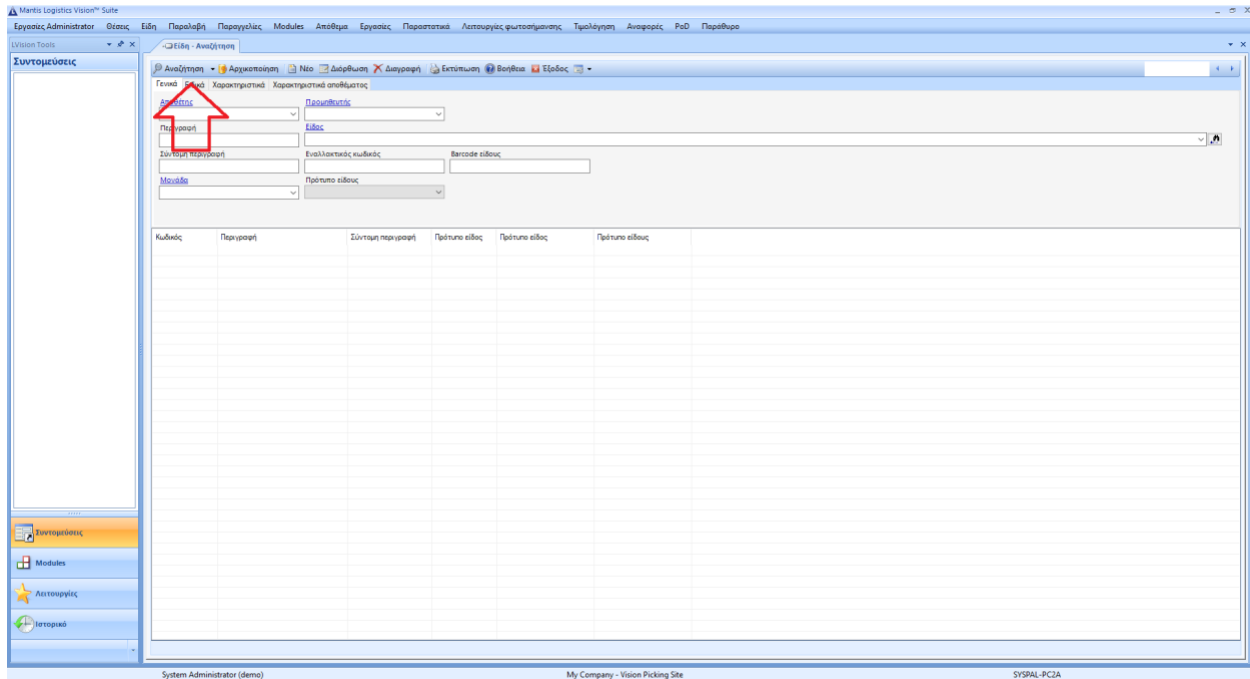 Mantis Logistics Vision™ Suite
Εργασίες Administrator Θέσεις Είδη Παραλαβή Παραγγελίες Modules Απόθεμα Εργασίες Παραστατικά Λειτουργίες φωτοσήμανσης Τιμολόγηση Αναφορές PoD Παράθυρο
LVision Tools
Είδη - Αναζήτηση
Συντομεύσεις
Αναζήτηση Αρχικοποίηση Νέο Διόρθωση Διαγραφή Εκτύπωση Βοήθεια Έξοδος
Γενικά Χαρακτηριστικά Χαρακτηριστικά αποθέματος
Προμηθευτής
Περιγραφή Είδος
Σύντομη περιγραφή Εναλλακτικός κωδικός Barcode είδους
Μονάδα Πρότυπο είδους
Κωδικός Περιγραφή Σύντομη περιγραφή Πρότυπο είδος Πρότυπο είδος Πρότυπο είδους
Συντομεύσεις
Modules
Λειτουργίες
Ιστορικό
System Administrator (demo) My Company - Vision Picking Site SYSPAL-PC2A